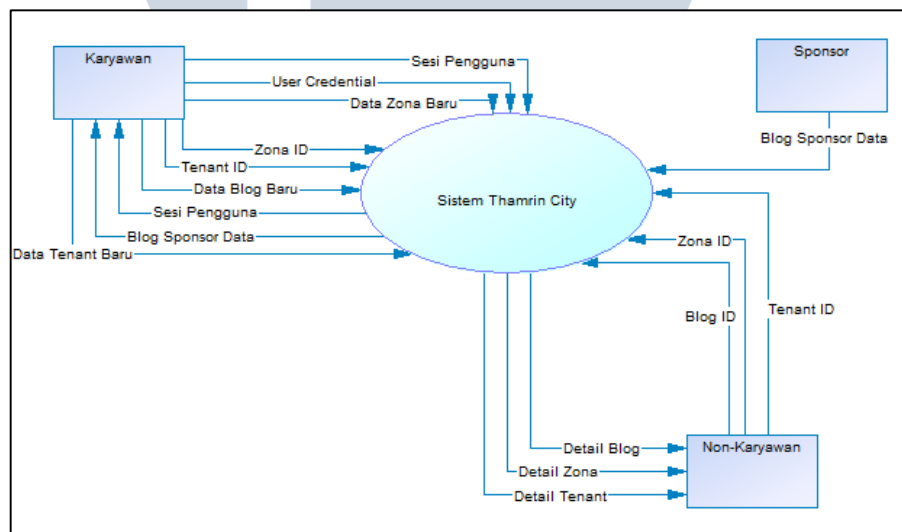 Karyawan
Sponsor
Sesi Pengguna
User Credential
Data Zona Baru
Blog Sponsor Data
Zona ID
Tenant ID
Data Blog Baru
Sistem Thamrin City
Sesi Pengguna
Blog Sponsor Data
Data Tenant Baru
Zona ID
Blog ID
Tenant ID
Detail Blog
Non-Karyawan
Detail Zona
Detail Tenant